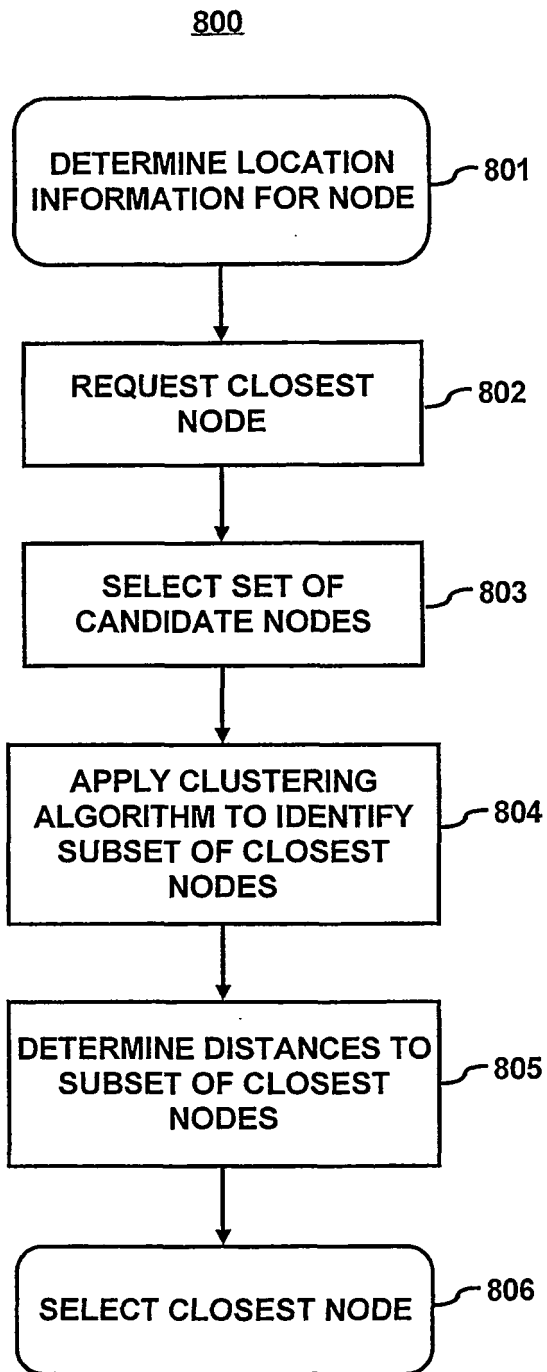 800
DETERMINE LOCATION
INFORMATION FOR NODE
801
REQUEST CLOSEST
NODE
802
SELECT SET OF
CANDIDATE NODES
803
APPLY CLUSTERING
ALGORITHM TO IDENTIFY
SUBSET OF CLOSEST
NODES
804
DETERMINE DISTANCES TO
SUBSET OF CLOSEST
NODES
805
SELECT CLOSEST NODE
806